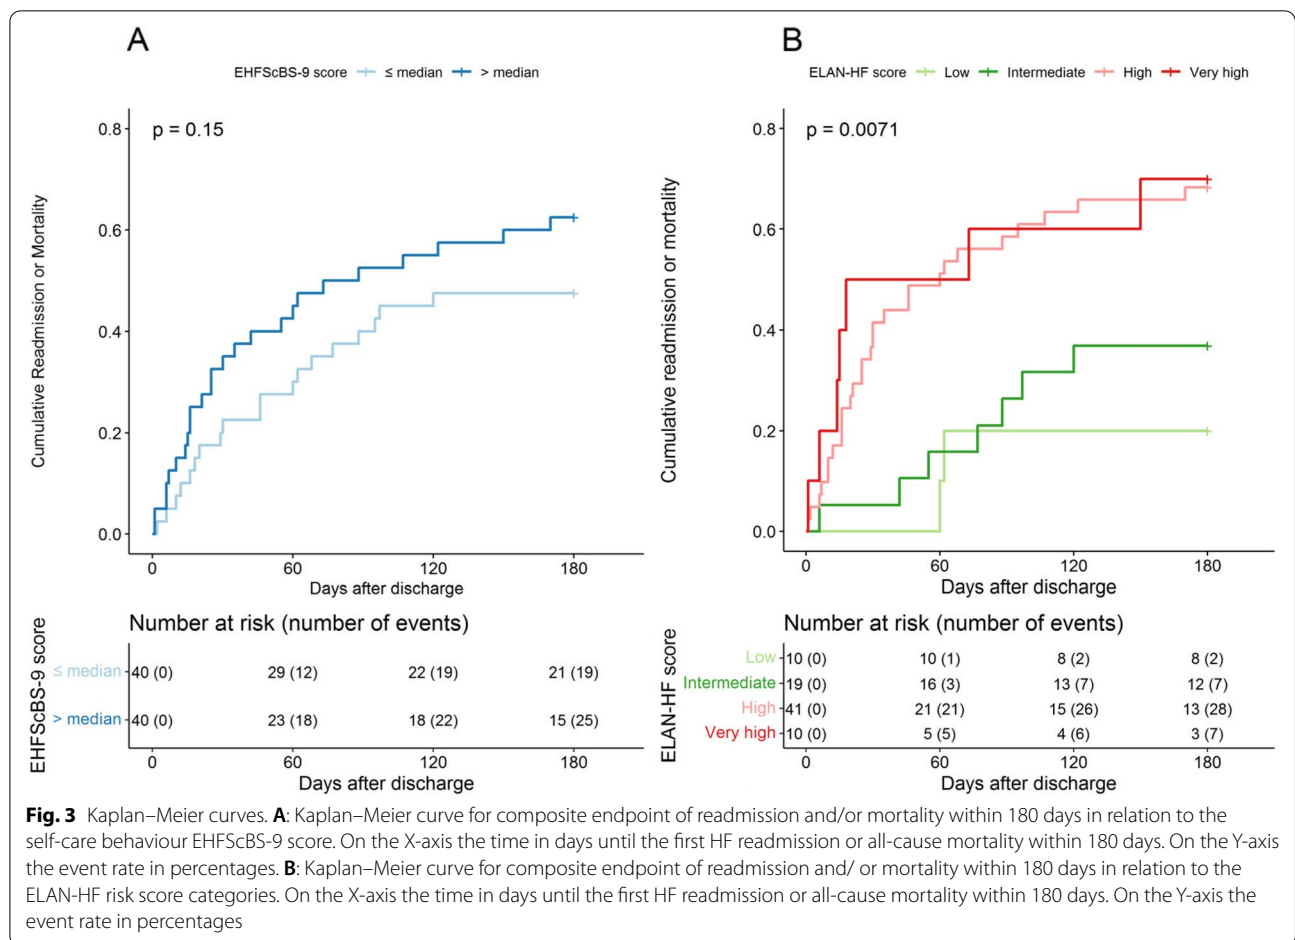 A
EHFScBS-9 score ≤ median > median
p = 0.15
Cumulative Readmission or Mortality
0.8
0.6
0.4
0.2
0.0
0 60 120 180
Days after discharge
Number at risk (number of events)
EHFScBS-9 score
≤ median 40 (0) 29 (12) 22 (19) 21 (19)
> median 40 (0) 23 (18) 18 (22) 15 (25)
0 60 120 180
Days after discharge
B
ELAN-HF score Low Intermediate High Very high
p = 0.0071
Cumulative readmission or mortality
0.8
0.6
0.4
0.2
0.0
0 60 120 180
Days after discharge
Number at risk (number of events)
ELAN-HF score
Low 10 (0) 10 (1) 8 (2) 8 (2)
Intermediate 19 (0) 16 (3) 13 (7) 12 (7)
High 41 (0) 21 (21) 15 (26) 13 (28)
Very high 10 (0) 5 (5) 4 (6) 3 (7)
0 60 120 180
Days after discharge
Fig. 3 Kaplan–Meier curves. A: Kaplan–Meier curve for composite endpoint of readmission and/or mortality within 180 days in relation to the
self-care behaviour EHFScBS-9 score. On the X-axis the time in days until the first HF readmission or all-cause mortality within 180 days. On the Y-axis
the event rate in percentages. B: Kaplan–Meier curve for composite endpoint of readmission and/ or mortality within 180 days in relation to the
ELAN-HF risk score categories. On the X-axis the time in days until the first HF readmission or all-cause mortality within 180 days. On the Y-axis the
event rate in percentages